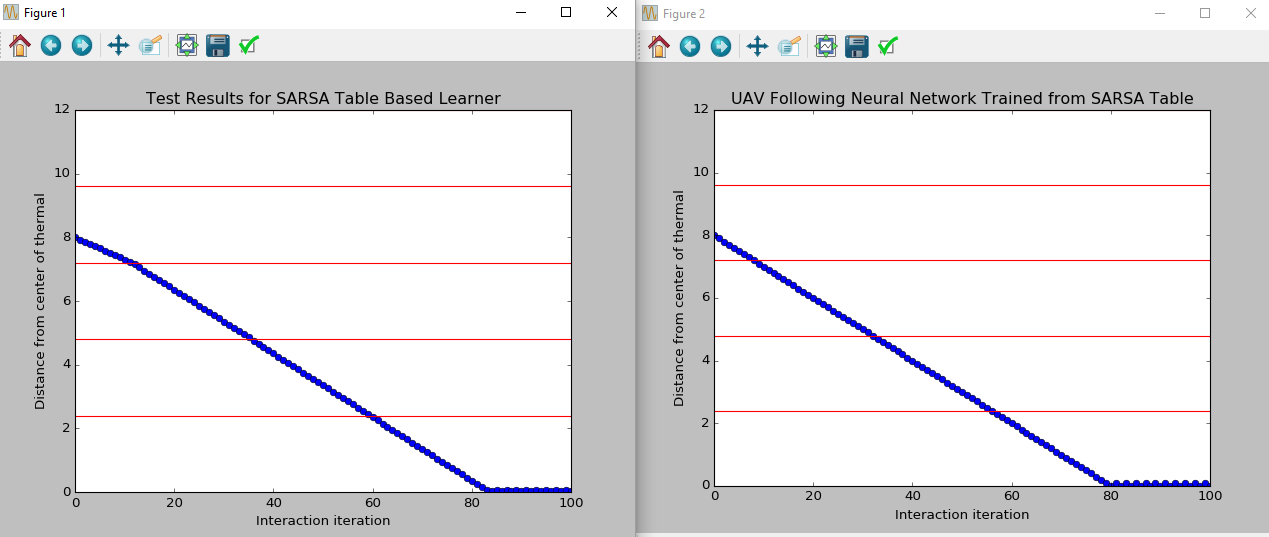 Figure 1
Test Results for SARSA Table Based Learner
Distance from center of thermal
12
10
8
6
4
2
0
0 20 40 60 80 100
Interaction iteration
Figure 2
UAV Following Neural Network Trained from SARSA Table
Distance from center of thermal
12
10
8
6
4
2
0
0 20 40 60 80 100
Interaction iteration